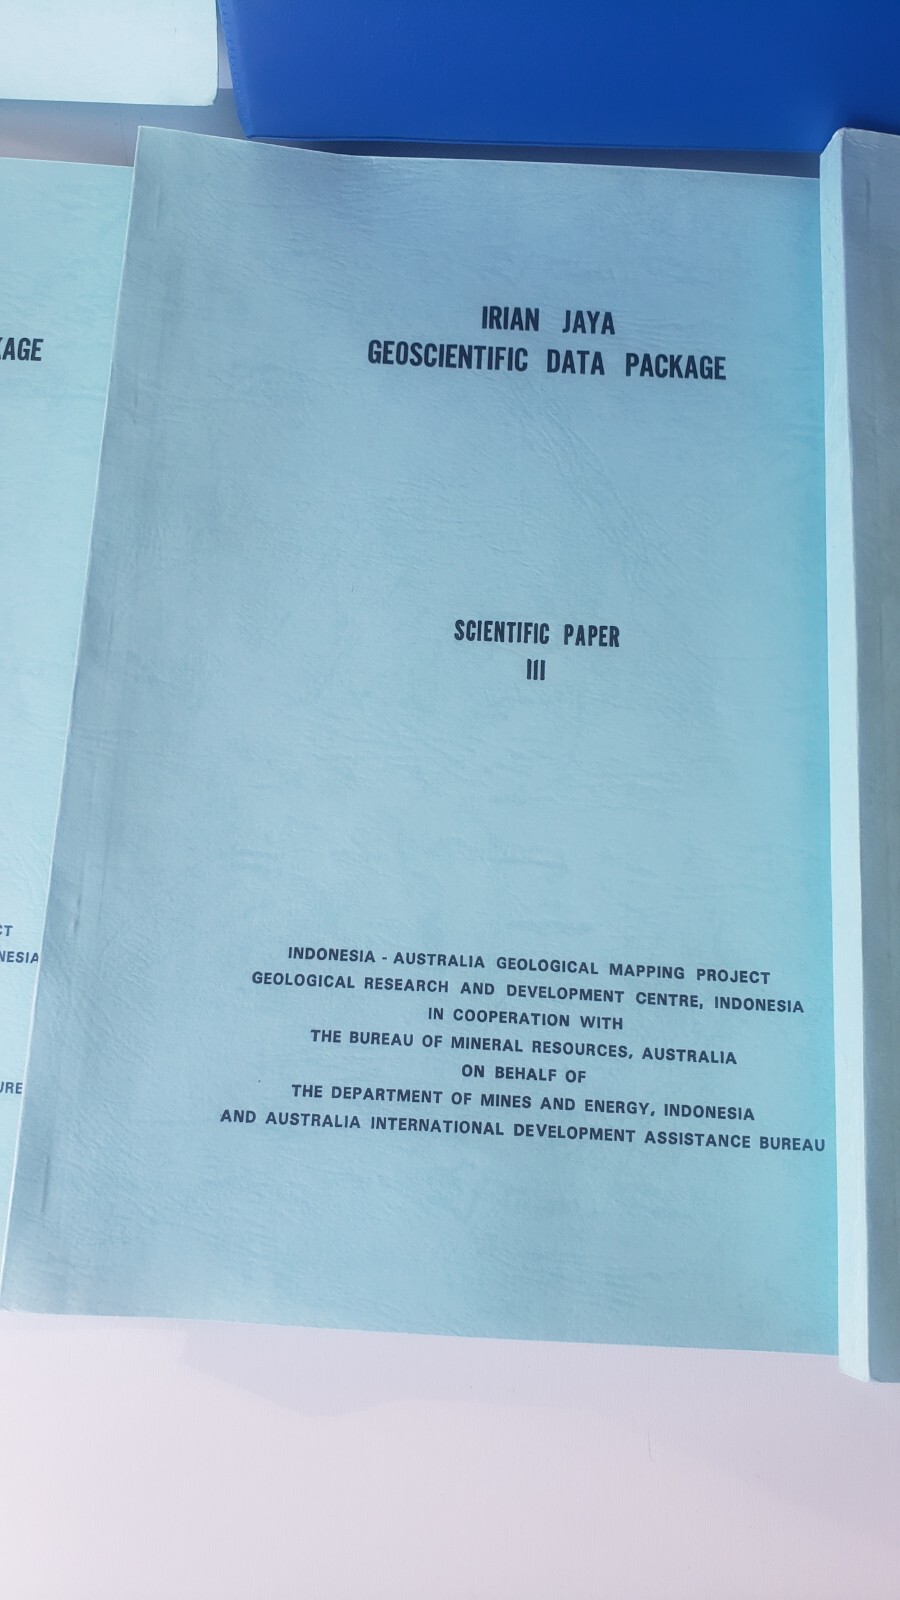 KAGE
CT
NESIA
URE
IRIAN JAYA
GEOSCIENTIFIC DATA PACKAGE
SCIENTIFIC PAPER
III
INDONESIA - AUSTRALIA GEOLOGICAL MAPPING PROJECT
GEOLOGICAL RESEARCH AND DEVELOPMENT CENTRE, INDONESIA
IN COOPERATION WITH
THE BUREAU OF MINERAL RESOURCES, AUSTRALIA
ON BEHALF OF
THE DEPARTMENT OF MINES AND ENERGY, INDONESIA
AND AUSTRALIA INTERNATIONAL DEVELOPMENT ASSISTANCE BUREAU